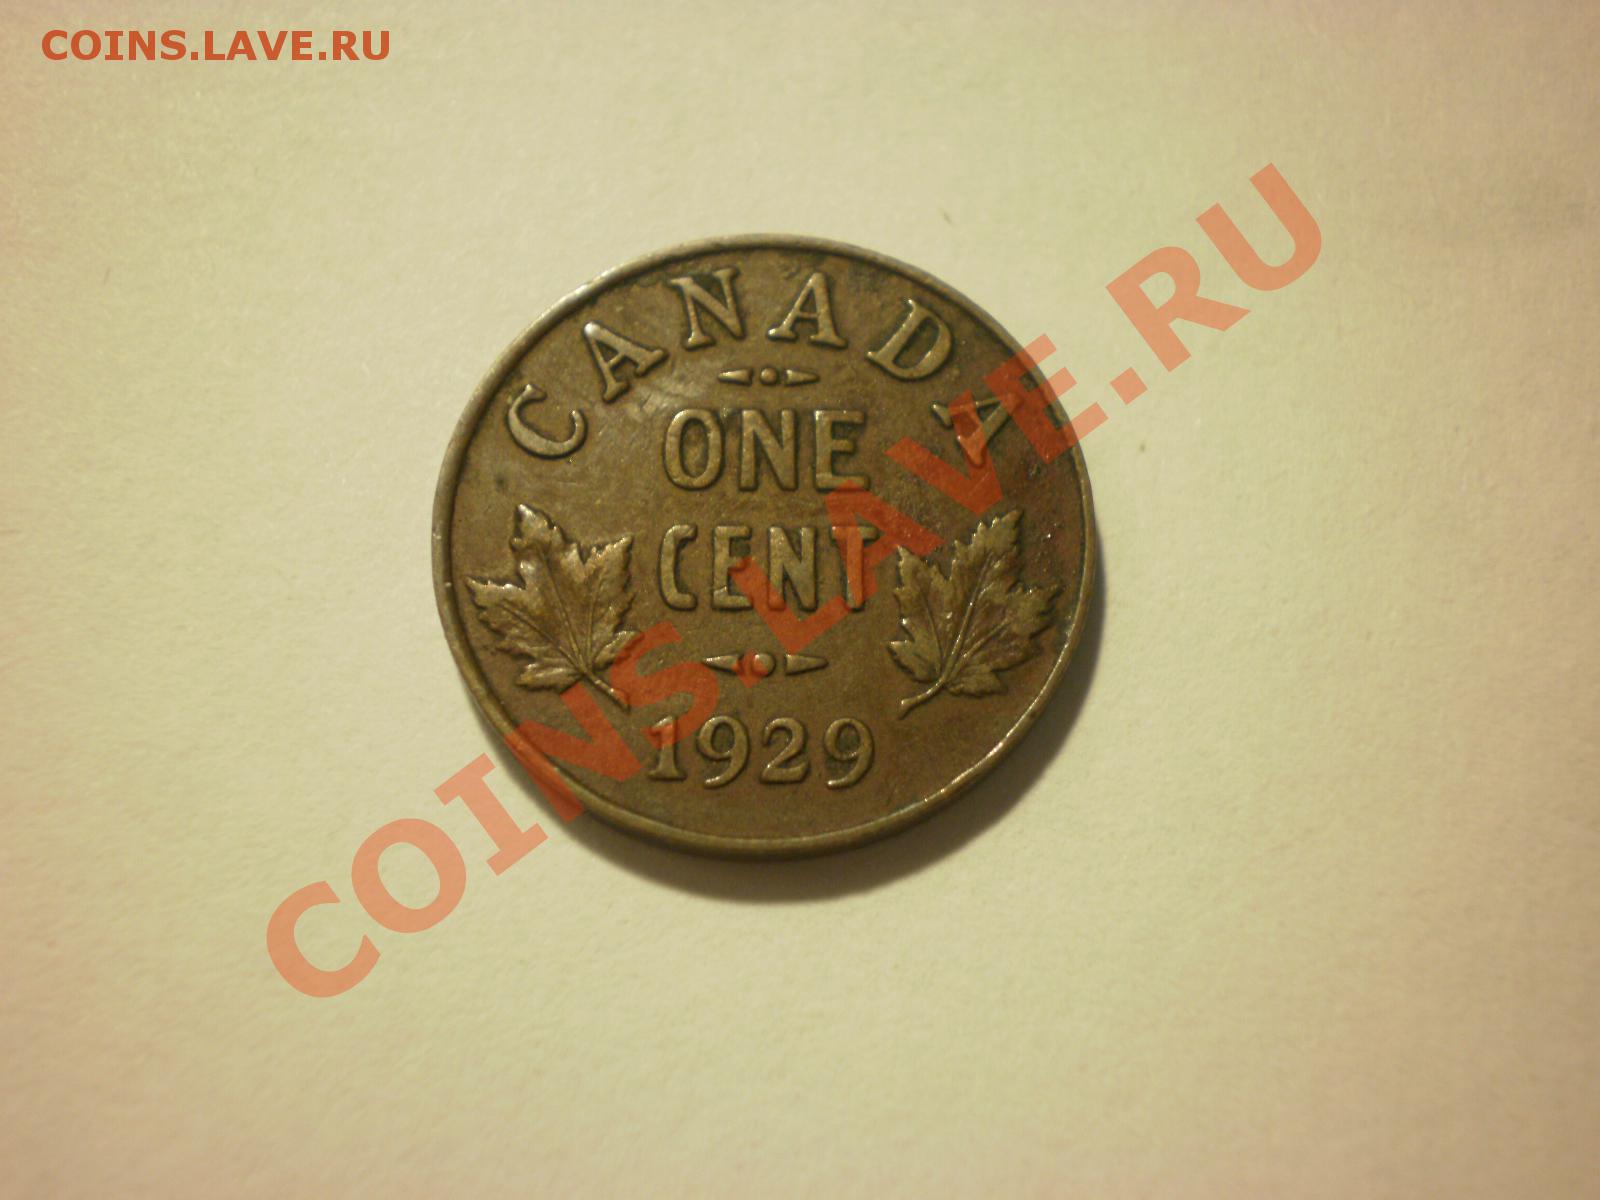 COINS.LAVE.RU
CANADA
ONE
CENT
1929
COINS.LAVE.RU